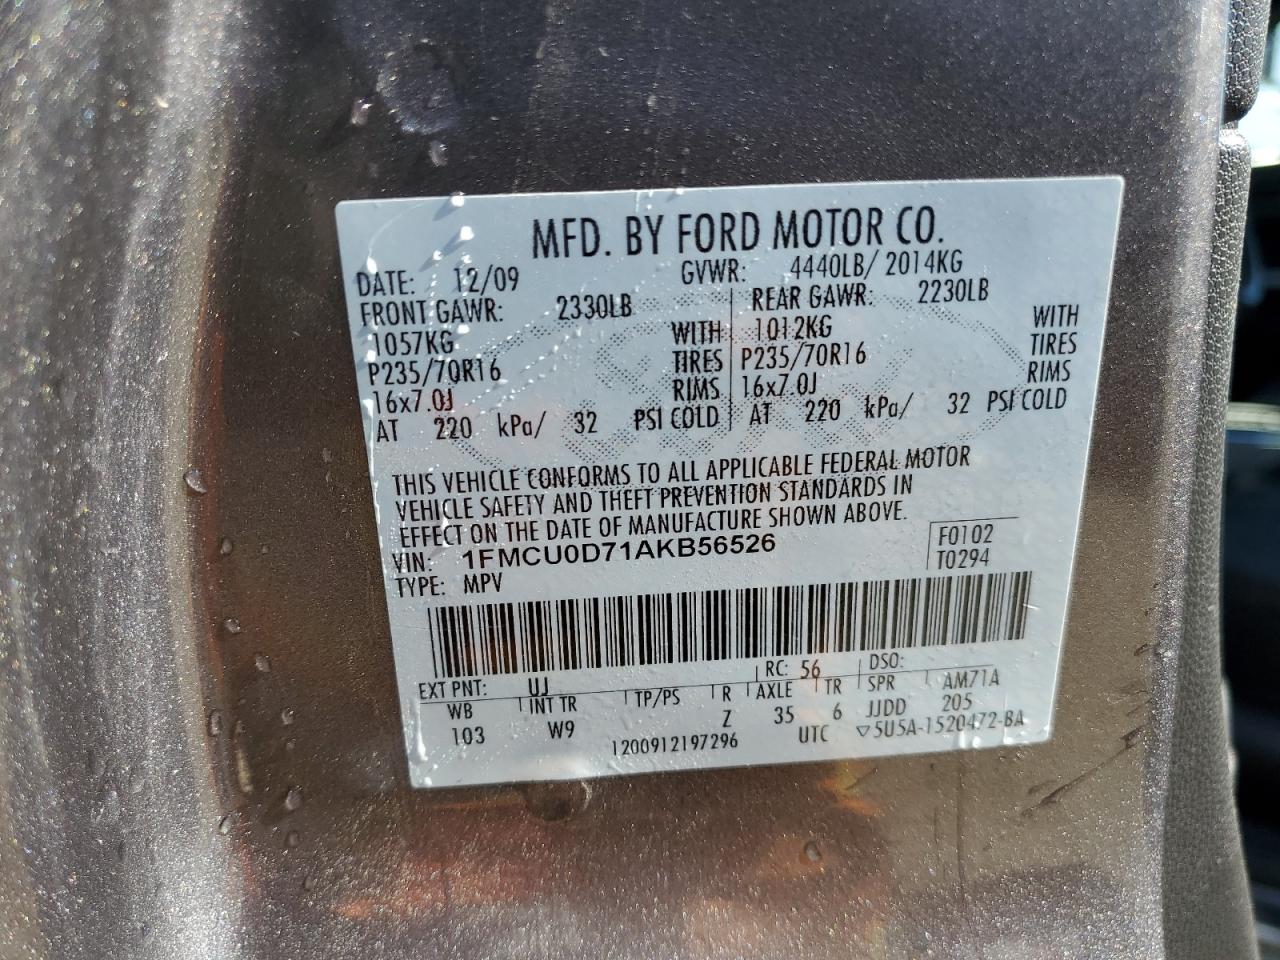 MFD. BY FORD MOTOR CO.
DATE: 12/09 GVWR: 4440LB/ 2014KG
FRONT GAWR: 2330LB REAR GAWR: 2230LB
1057KG WITH 1012KG WITH
P235/70R16 TIRES P235/70R16 TIRES
16x7.0J RIMS 16x7.0J RIMS
AT 220 kPa/ 32 PSI COLD AT 220 kPa/ 32 PSI COLD
THIS VEHICLE CONFORMS TO ALL APPLICABLE FEDERAL MOTOR
VEHICLE SAFETY AND THEFT PREVENTION STANDARDS IN
EFFECT ON THE DATE OF MANUFACTURE SHOWN ABOVE.
VIN: 1FMCU0D71AKB56526 F0102
TYPE: MPV T0294
EXT PNT: UJ RC: 56 DSO:
WB INT TR TP/PS R AXLE TR SPR AM71A
103 W9 Z 35 6 JJDD 205
1200912197296 UTC ▽5U5A-1520472-BA